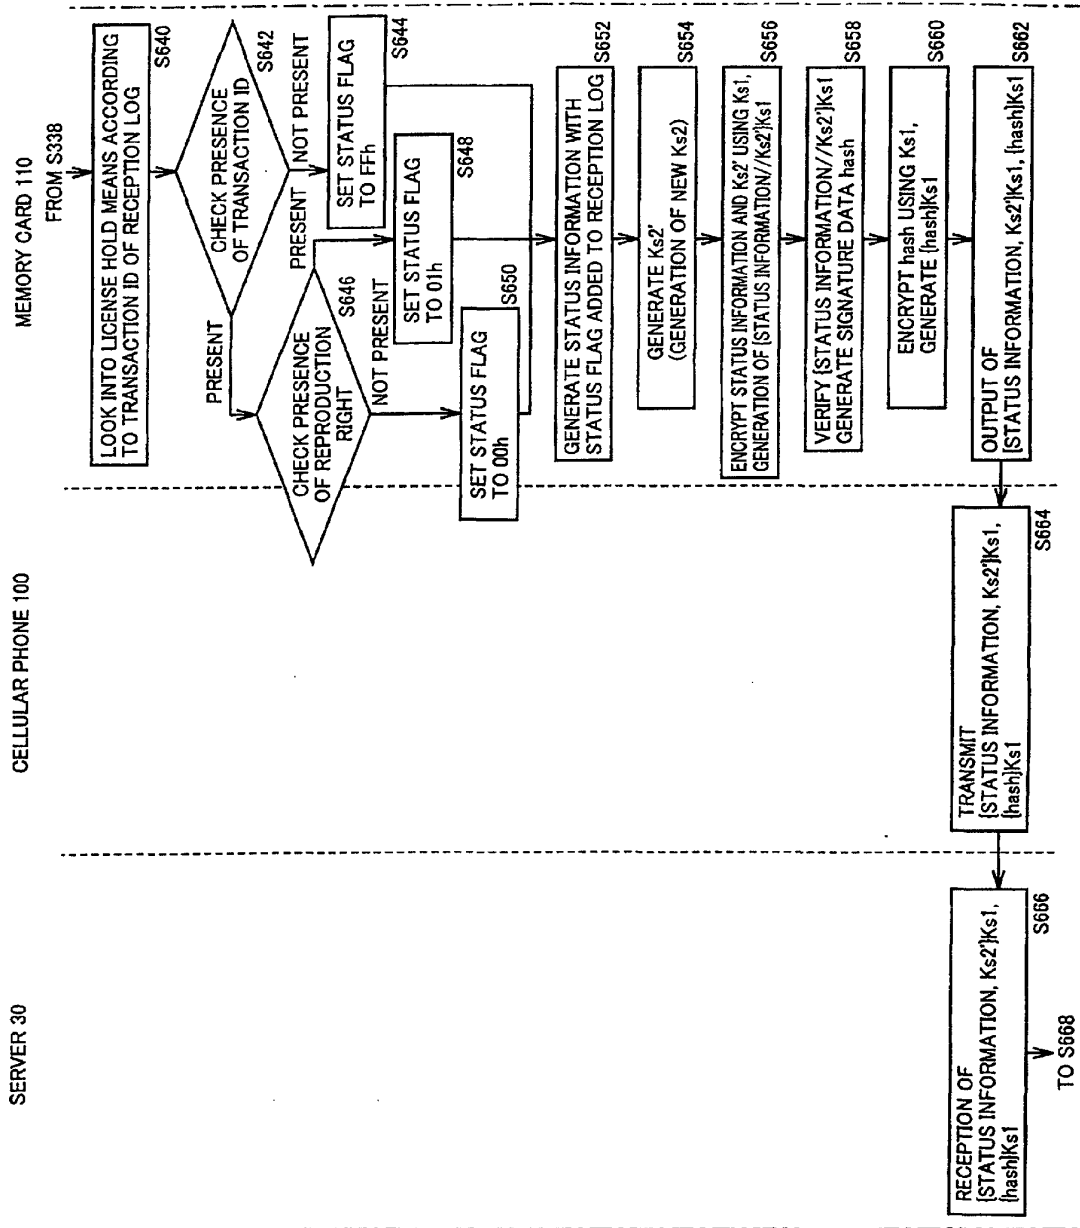 SERVER 30
CELLULAR PHONE 100
MEMORY CARD 110
FROM S338
LOOK INTO LICENSE HOLD MEANS ACCORDING
TO TRANSACTION ID OF RECEPTION LOG
S640
CHECK PRESENCE
OF TRANSACTION ID
S642
PRESENT
NOT PRESENT
SET STATUS FLAG
TO FFh
S644
CHECK PRESENCE
OF REPRODUCTION
RIGHT
S646
PRESENT
NOT PRESENT
SET STATUS FLAG
TO 01h
S648
SET STATUS FLAG
TO 00h
S650
GENERATE STATUS INFORMATION WITH
STATUS FLAG ADDED TO RECEPTION LOG
S652
GENERATE Ks2'
(GENERATION OF NEW Ks2)
S654
ENCRYPT STATUS INFORMATION AND Ks2' USING Ks1,
GENERATION OF {STATUS INFORMATION//Ks2'}Ks1
S656
VERIFY {STATUS INFORMATION//Ks2'}Ks1
GENERATE SIGNATURE DATA hash
S658
ENCRYPT hash USING Ks1,
GENERATE {hash}Ks1
S660
OUTPUT OF
{STATUS INFORMATION, Ks2'}Ks1, {hash}Ks1
S662
TRANSMIT
{STATUS INFORMATION, Ks2'}Ks1,
{hash}Ks1
S664
RECEPTION OF
{STATUS INFORMATION, Ks2'}Ks1,
{hash}Ks1
S666
TO S668